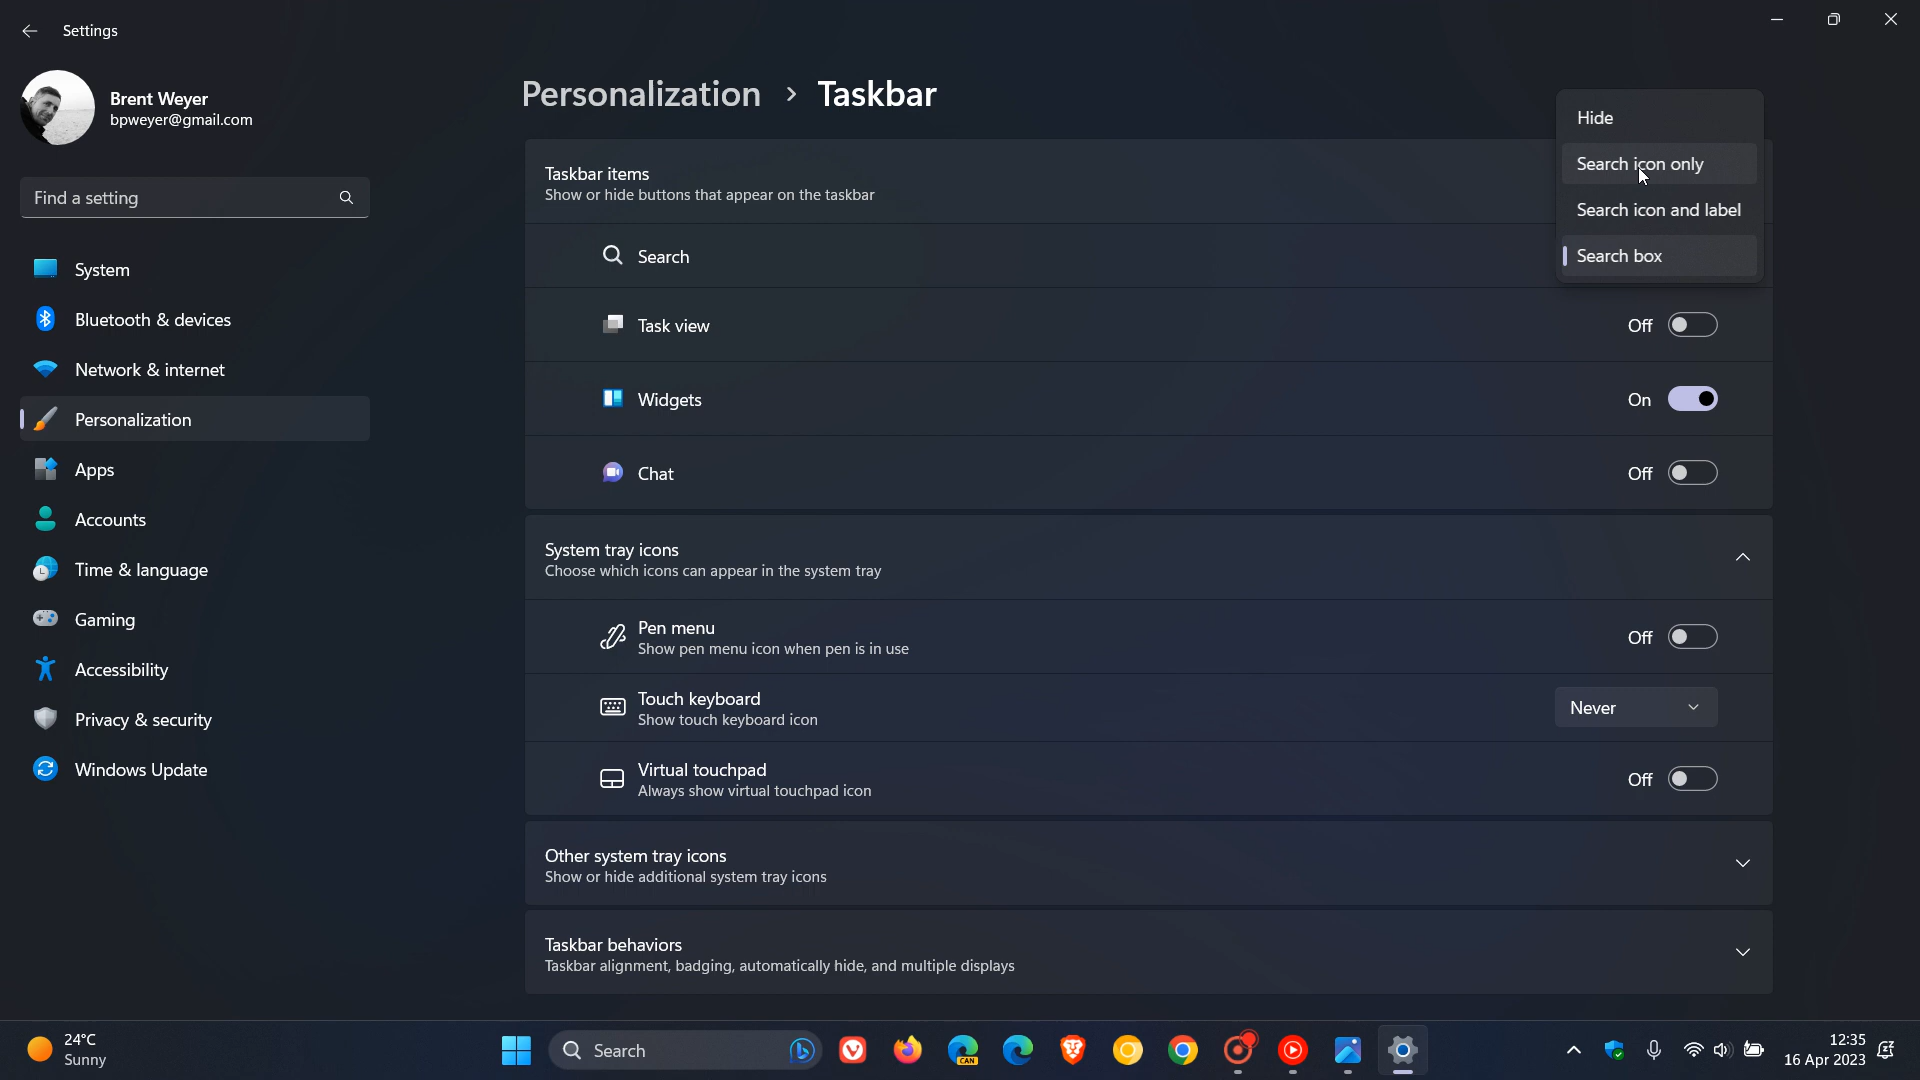 Settings
Brent Weyer
bpweyer@gmail.com
Find a setting
System
Bluetooth & devices
Network & internet
Personalization
Apps
Accounts
Time & language
Gaming
Accessibility
Privacy & security
Windows Update
Personalization > Taskbar
Taskbar items
Show or hide buttons that appear on the taskbar
Search
Hide
Search icon only
Search icon and label
Search box
Task view
Off
Widgets
On
Chat
Off
System tray icons
Choose which icons can appear in the system tray
Pen menu
Show pen menu icon when pen is in use
Off
Touch keyboard
Show touch keyboard icon
Never
Virtual touchpad
Always show virtual touchpad icon
Off
Other system tray icons
Show or hide additional system tray icons
Taskbar behaviors
Taskbar alignment, badging, automatically hide, and multiple displays
24°C
Sunny
Search
CAN
12:35
16 Apr 2023